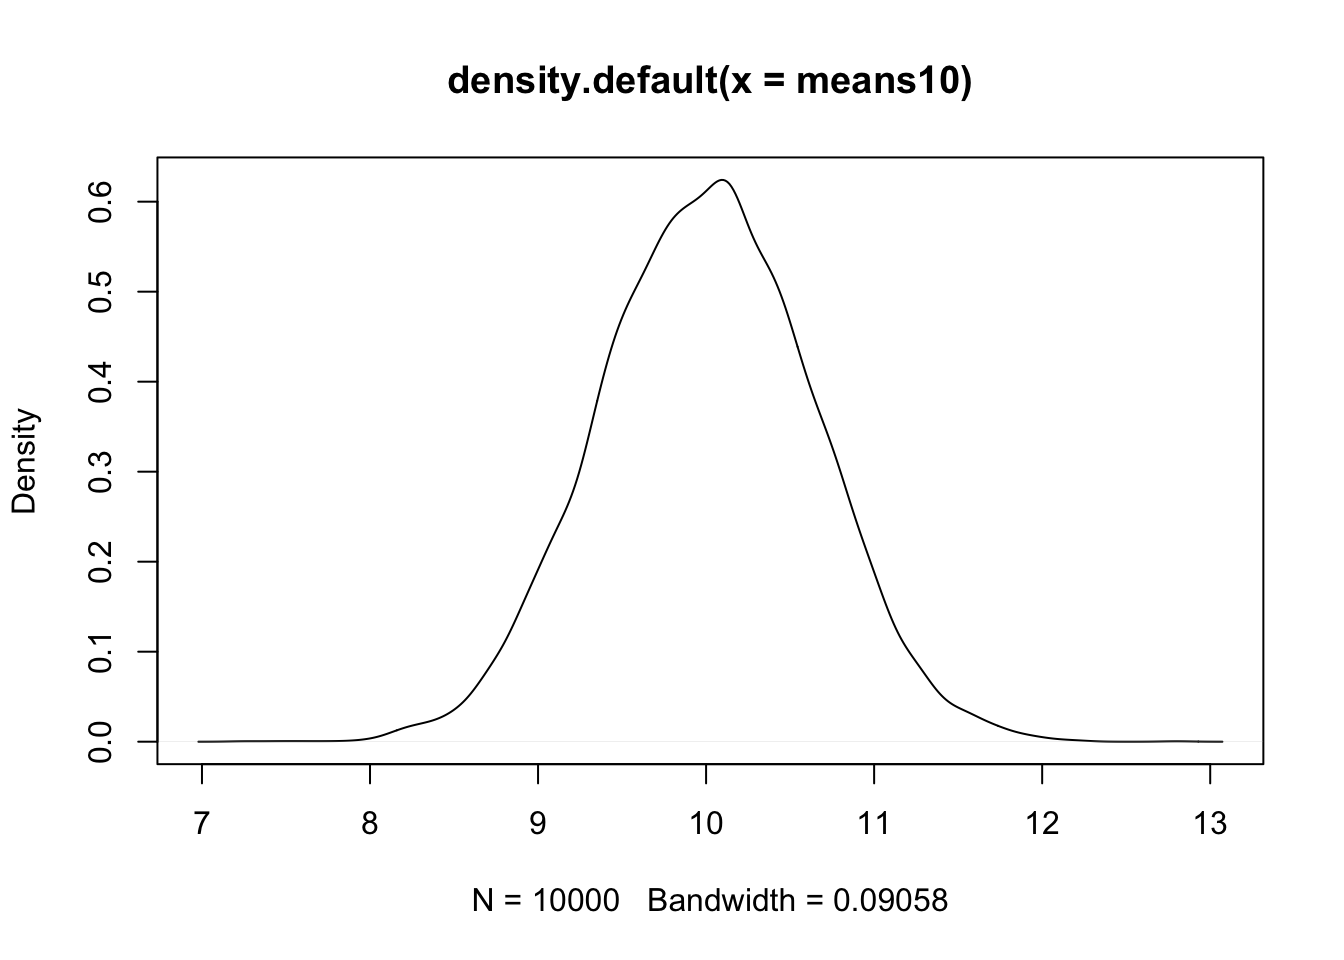 density.default(x = means10)
Density
0.0 0.1 0.2 0.3 0.4 0.5 0.6
7 8 9 10 11 12 13
N = 10000 Bandwidth = 0.09058